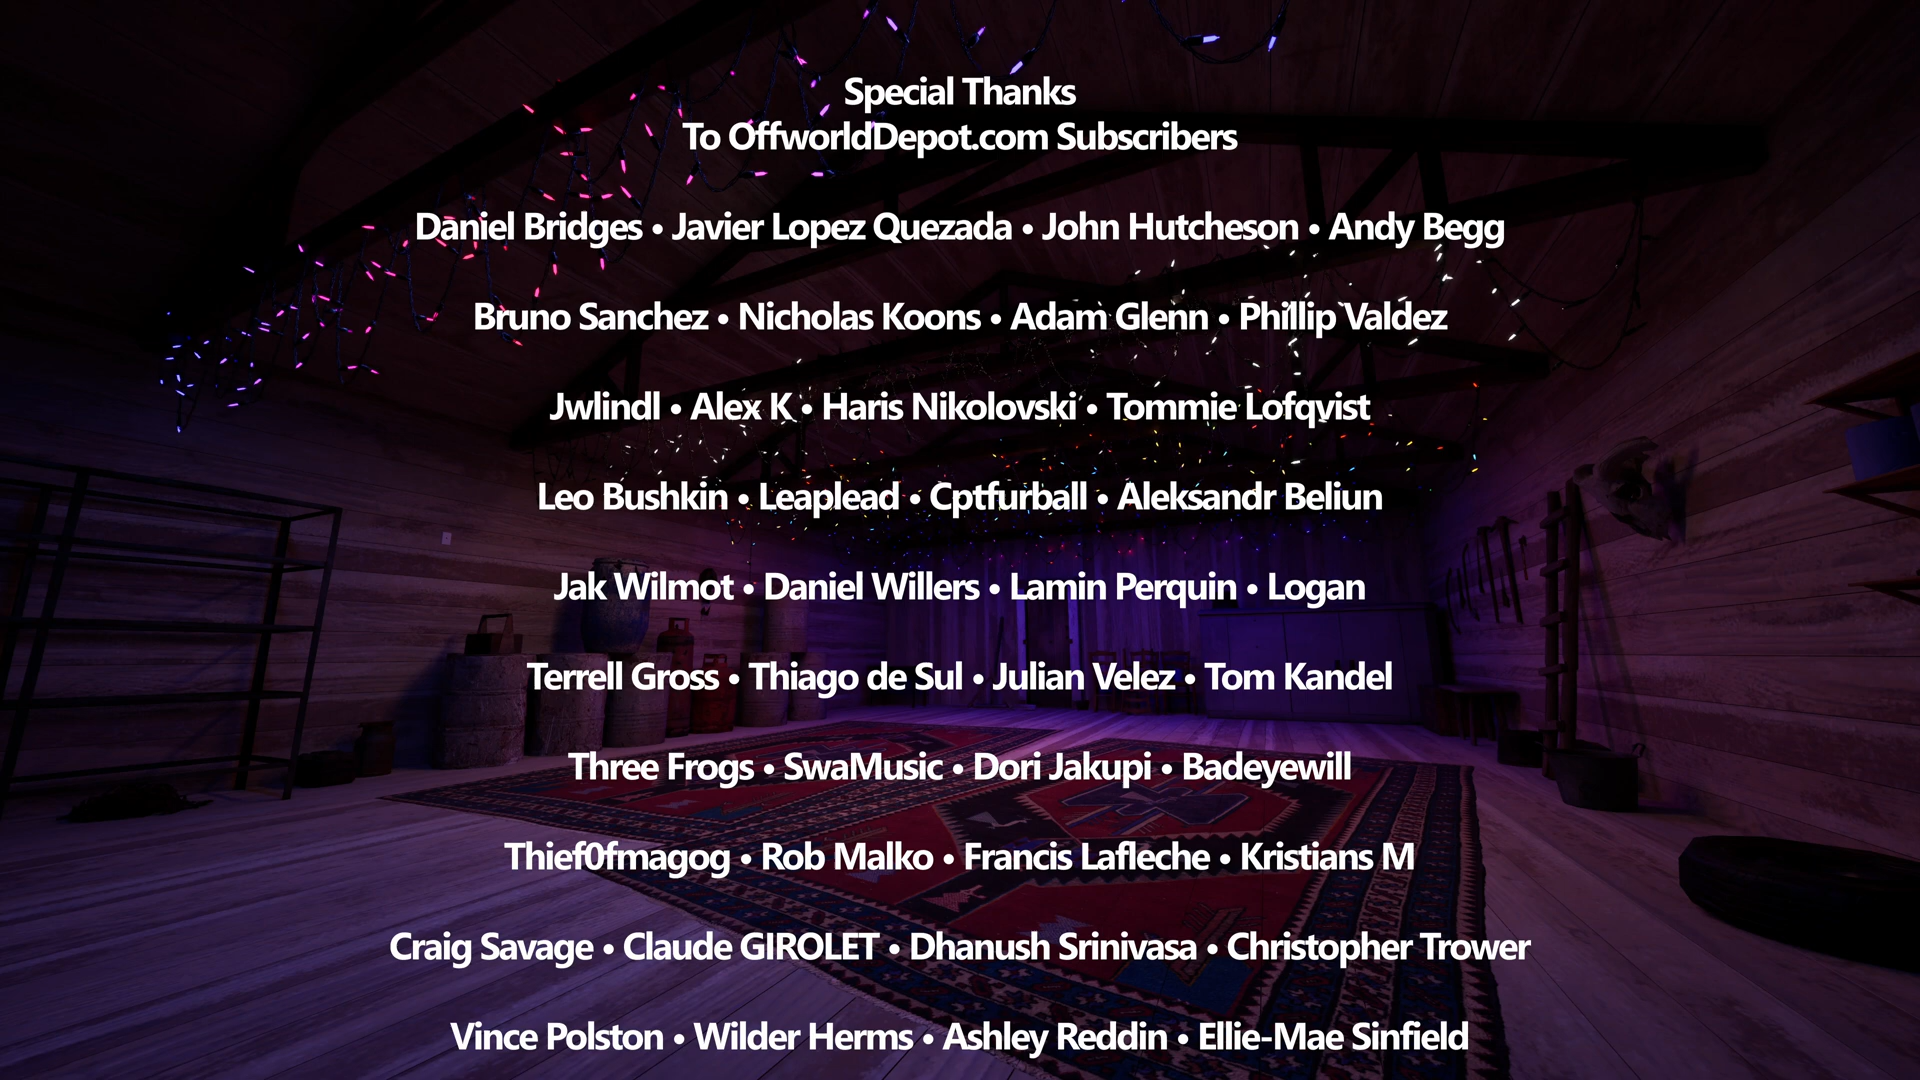 Special Thanks
To OffworldDepot.com Subscribers
Daniel Bridges • Javier Lopez Quezada • John Hutcheson • Andy Begg
Bruno Sanchez • Nicholas Koons • Adam Glenn • Phillip Valdez
Jwlindl • Alex K • Haris Nikolovski • Tommie Lofqvist
Leo Bushkin • Leaplead • Cptfurball • Aleksandr Beliun
Jak Wilmot • Daniel Willers • Lamin Perquin • Logan
Terrell Gross • Thiago de Sul • Julian Velez • Tom Kandel
Three Frogs • SwaMusic • Dori Jakupi • Badeyewill
Thief0fmagog • Rob Malko • Francis Lafleche • Kristians M
Craig Savage • Claude GIROLET • Dhanush Srinivasa • Christopher Trower
Vince Polston • Wilder Herms • Ashley Reddin • Ellie-Mae Sinfield